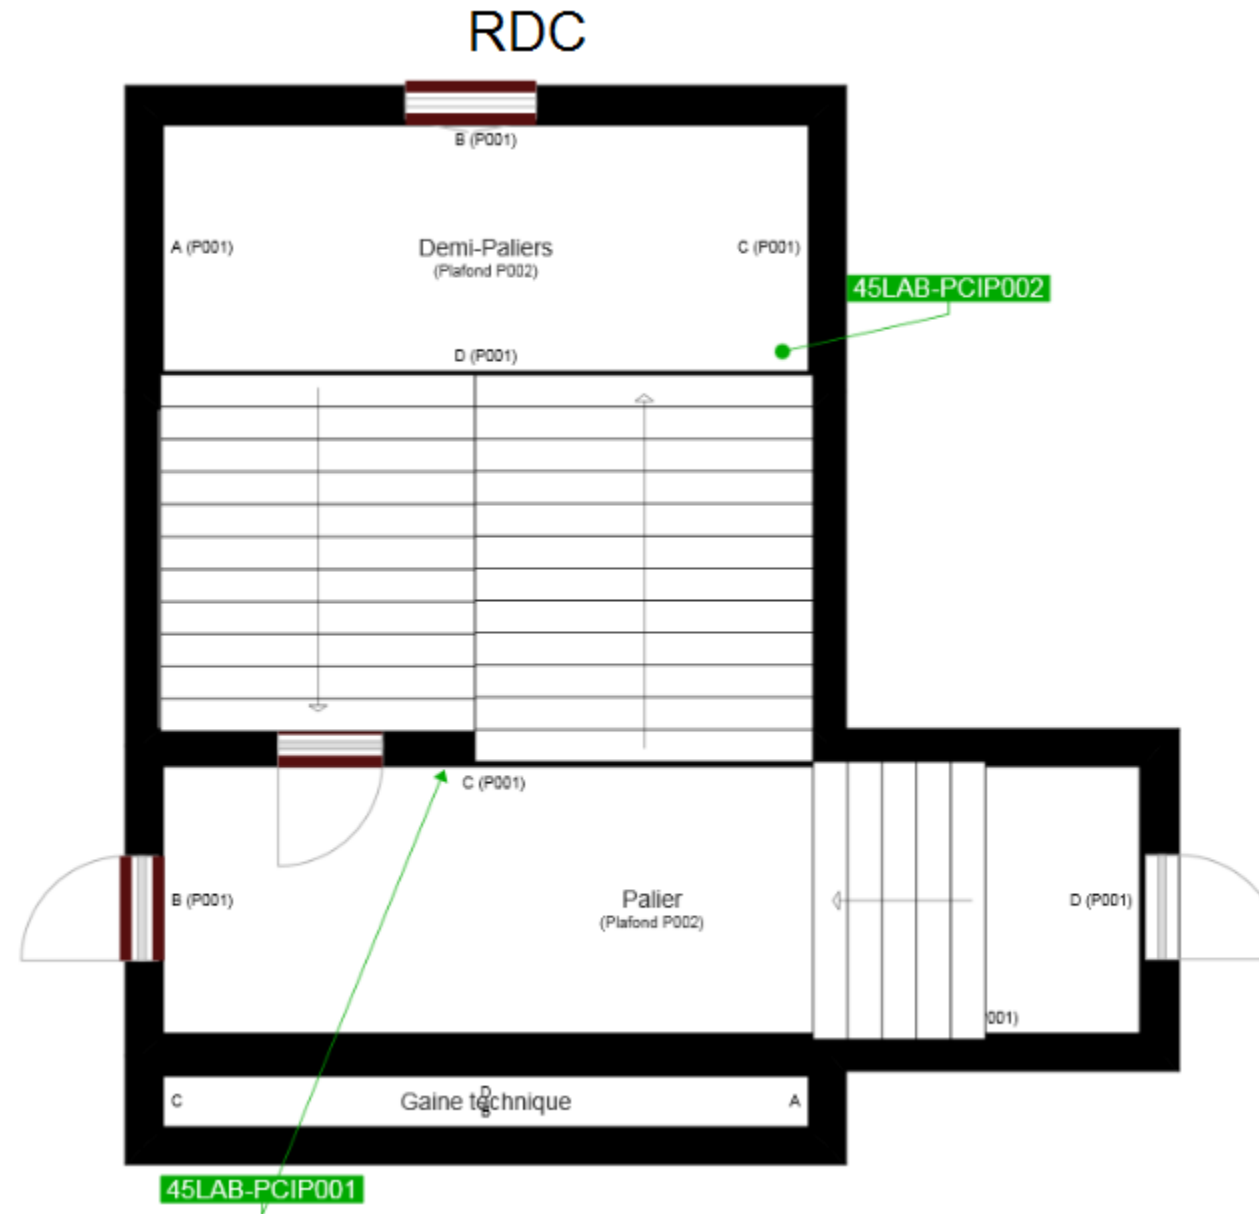 RDC
B (P001)
A (P001)
Demi-Paliers
C (P001)
(Plafond P002)
45LAB-PCIP002
D (P001)
C (P001)
B (P001)
Palier
D (P001)
(Plafond P002)
001)
C
Gaine technique
D
B
A
45LAB-PCIP001